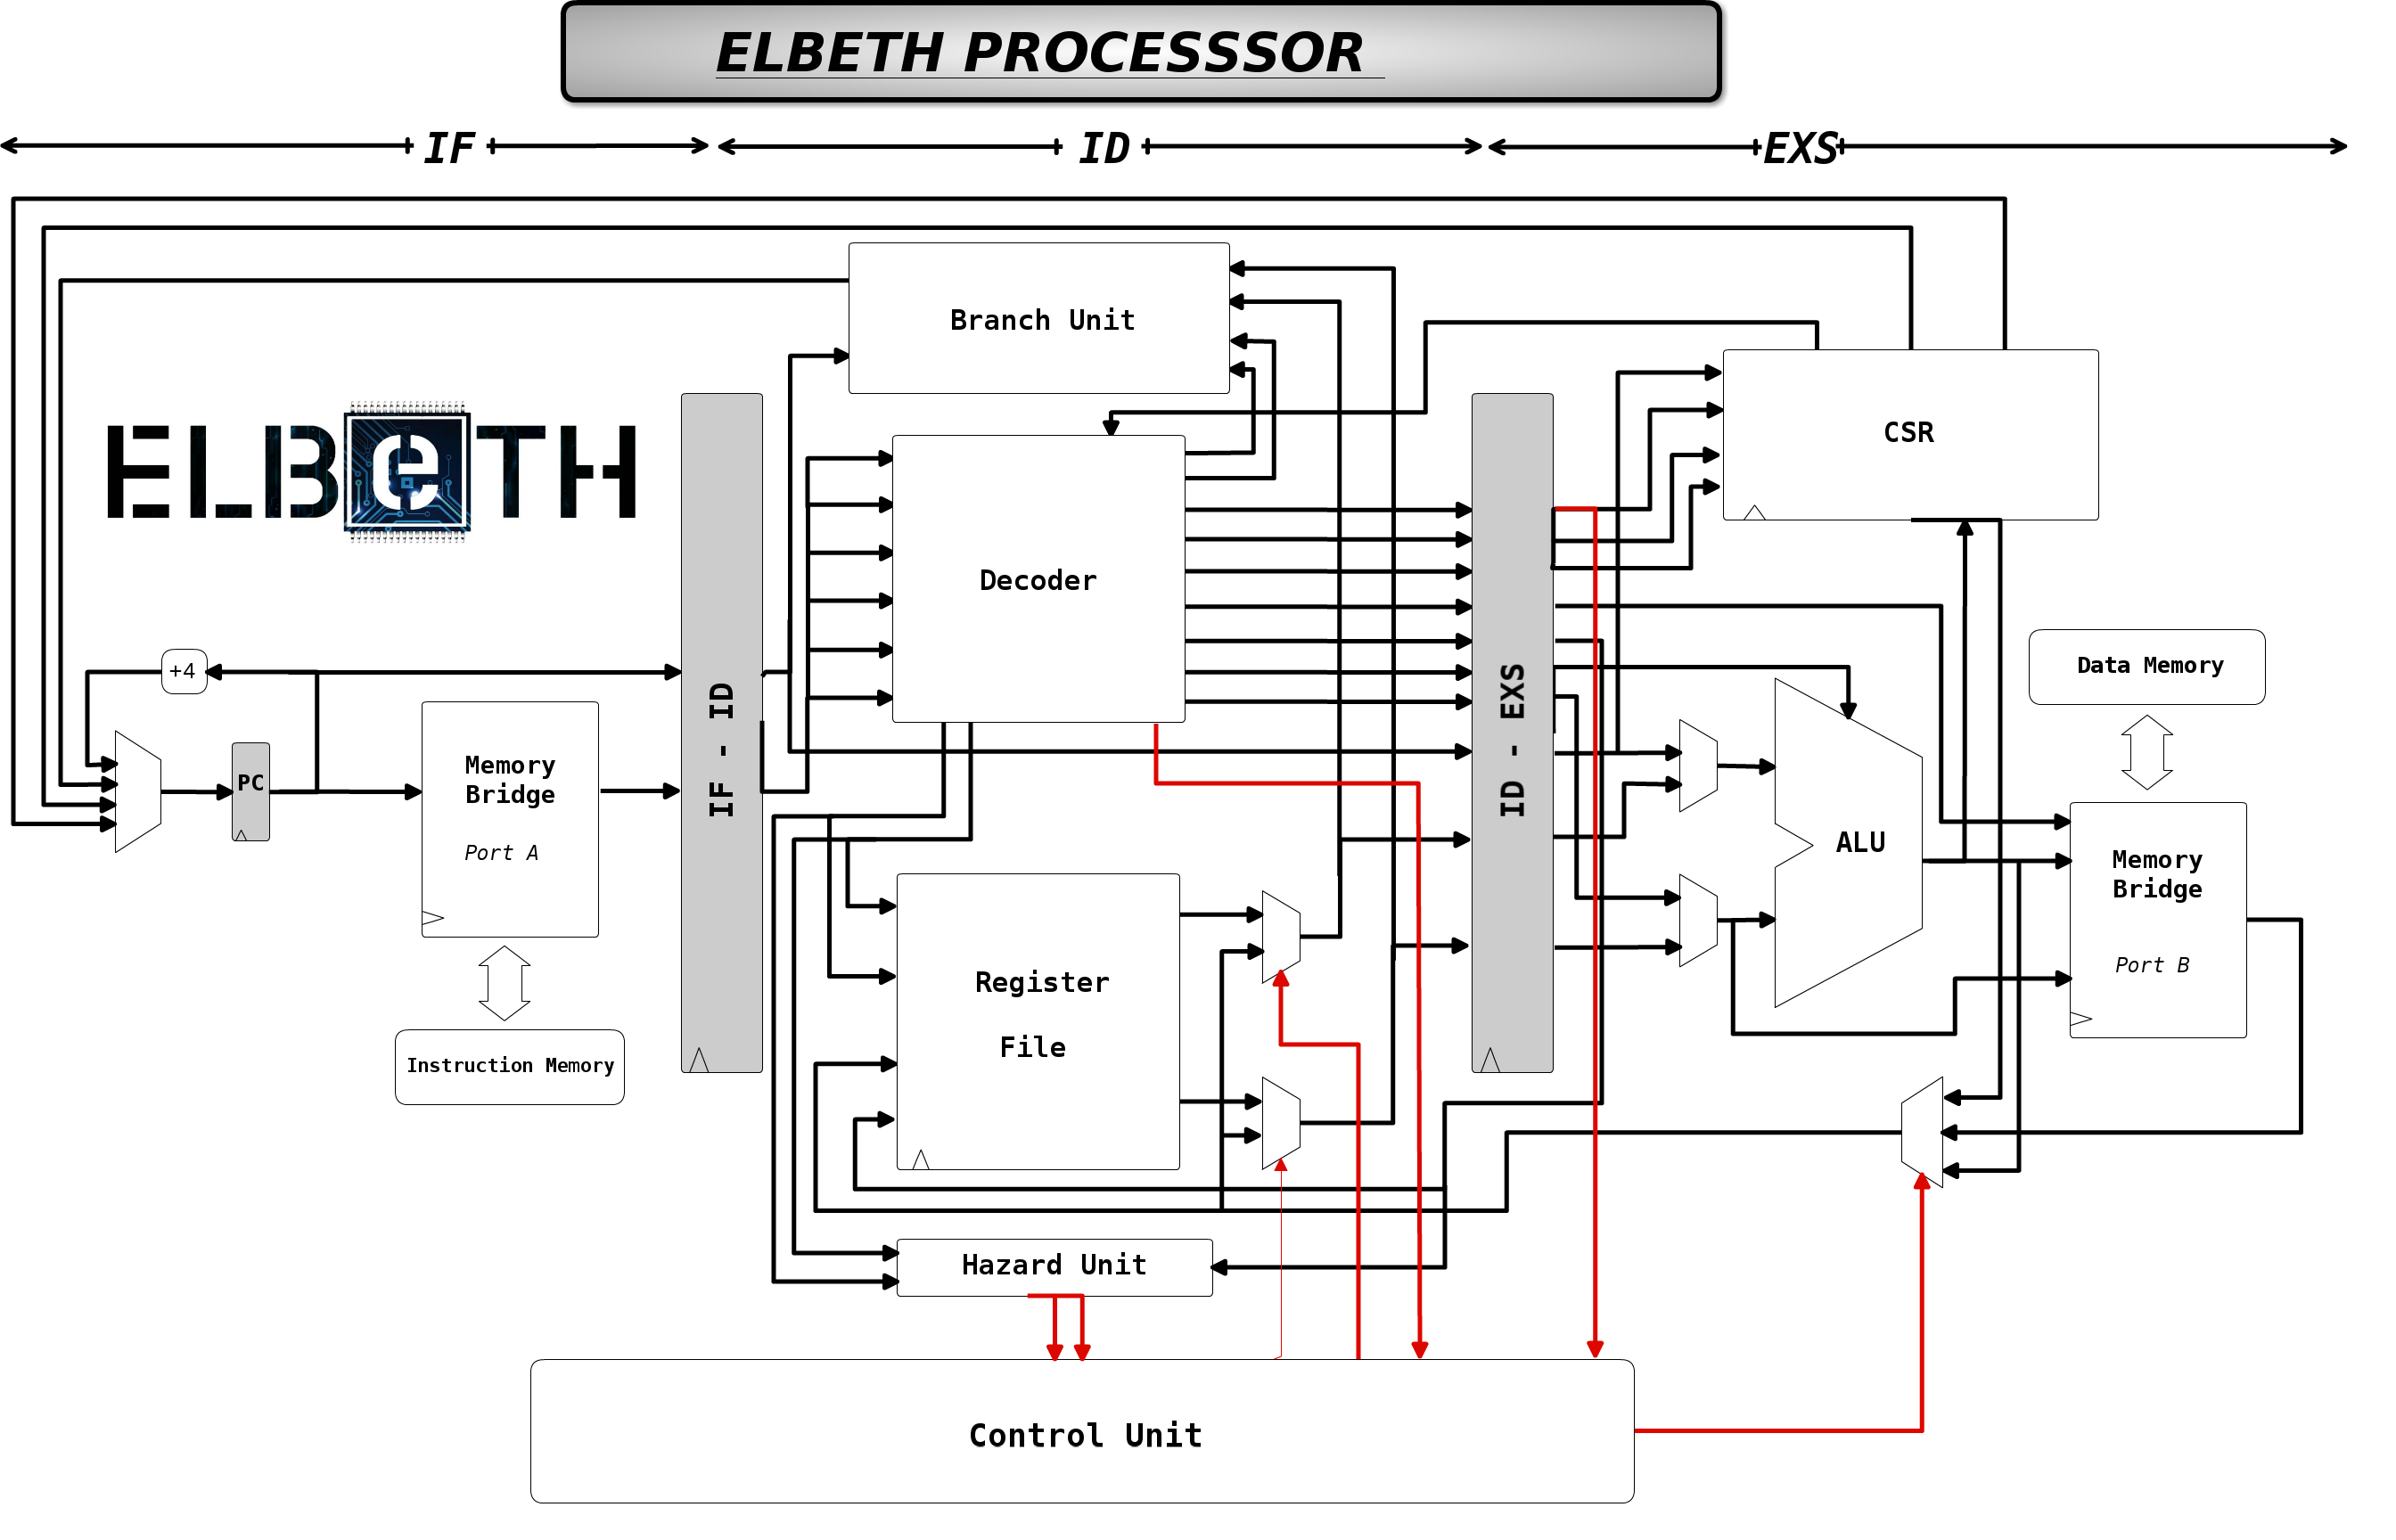 ELBETH PROCESSSOR
IF
ID
EXS
Branch Unit
CSR
ELBeTH
Decoder
+4
Data Memory
IF - ID
ID - EXS
PC
Memory
Bridge
Port A
ALU
Memory
Bridge
Port B
Register
File
Instruction Memory
Hazard Unit
Control Unit